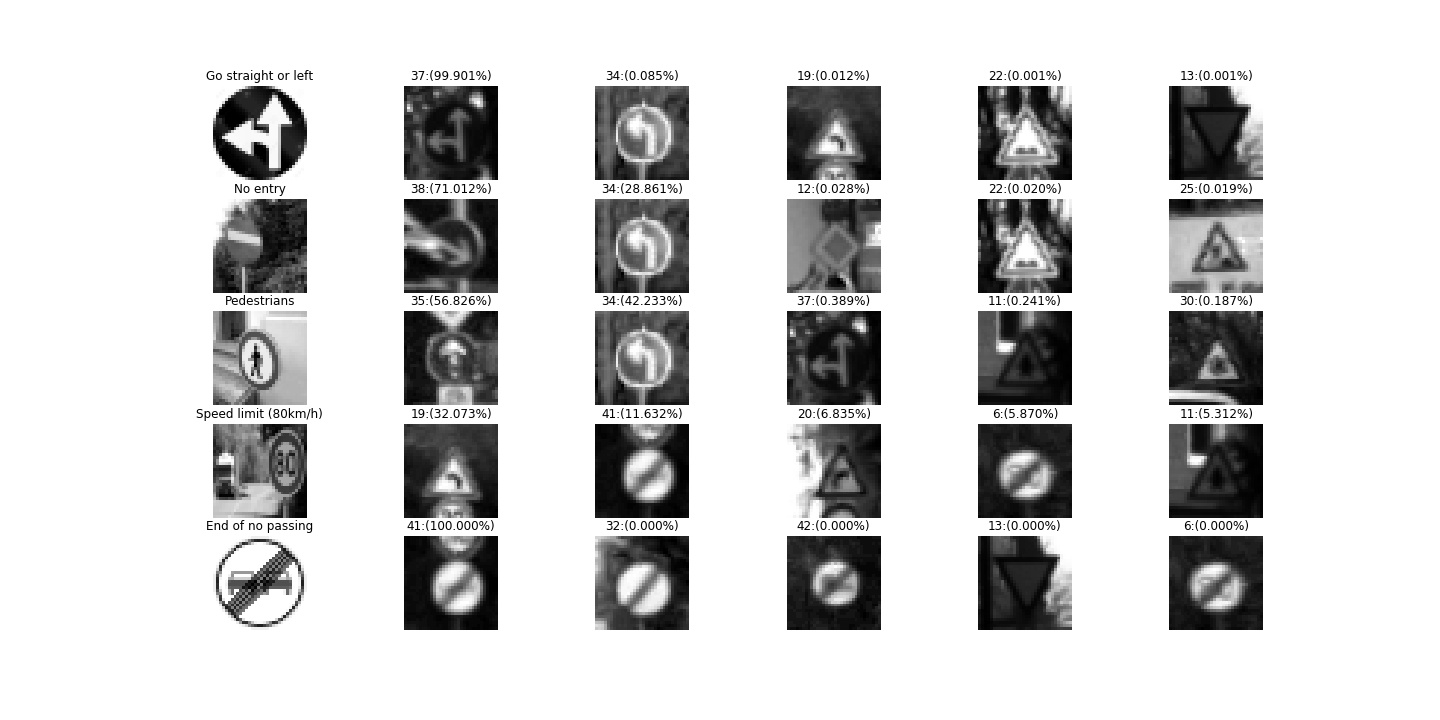 Go straight or left 37:(99.901%) 34:(0.085%) 19:(0.012%) 22:(0.001%) 13:(0.001%)
No entry 38:(71.012%) 34:(28.861%) 12:(0.028%) 22:(0.020%) 25:(0.019%)
Pedestrians 35:(56.826%) 34:(42.233%) 37:(0.389%) 11:(0.241%) 30:(0.187%)
Speed limit (80km/h) 19:(32.073%) 41:(11.632%) 20:(6.835%) 6:(5.870%) 11:(5.312%)
80
End of no passing 41:(100.000%) 32:(0.000%) 42:(0.000%) 13:(0.000%) 6:(0.000%)